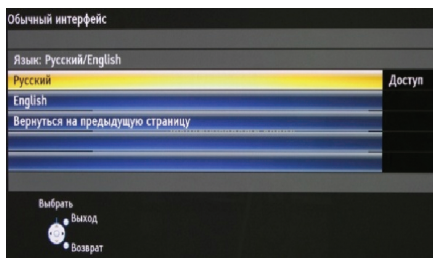 Обычный интерфейс
Язык: Русский/English
Русский Доступ
English
Вернуться на предыдущую страницу
Выбрать
Выход
Возврат